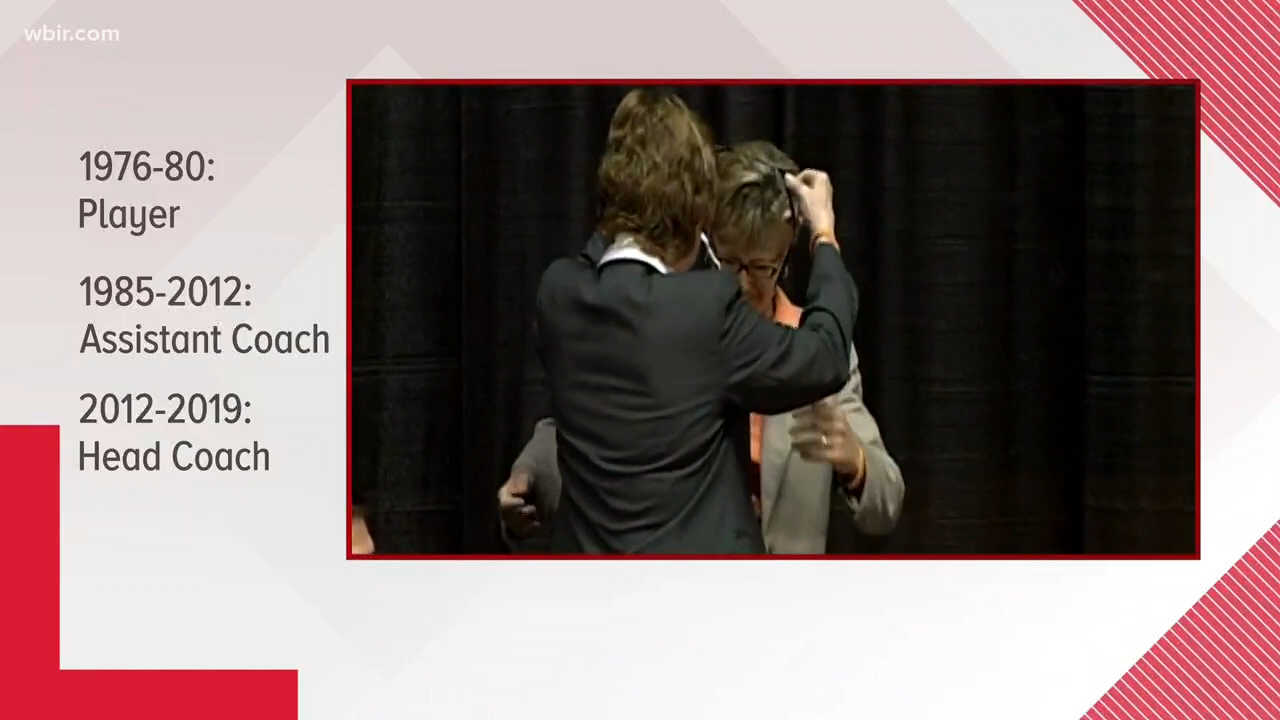 wbir.com
1976-80:
Player
1985-2012:
Assistant Coach
2012-2019:
Head Coach